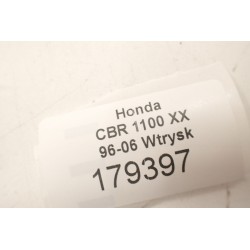 Honda
CBR 1100 XX
96-06 Wtrysk
179397